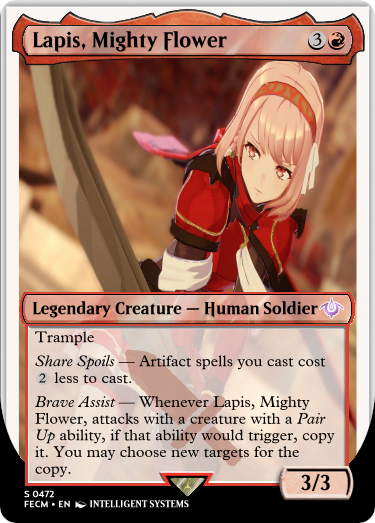 Lapis, Mighty Flower 3
Legendary Creature — Human Soldier
Trample
Share Spoils — Artifact spells you cast cost
2 less to cast.
Brave Assist — Whenever Lapis, Mighty
Flower, attacks with a creature with a Pair
Up ability, if that ability would trigger, copy
it. You may choose new targets for the
copy.
3/3
S 0472
FECM • EN INTELLIGENT SYSTEMS